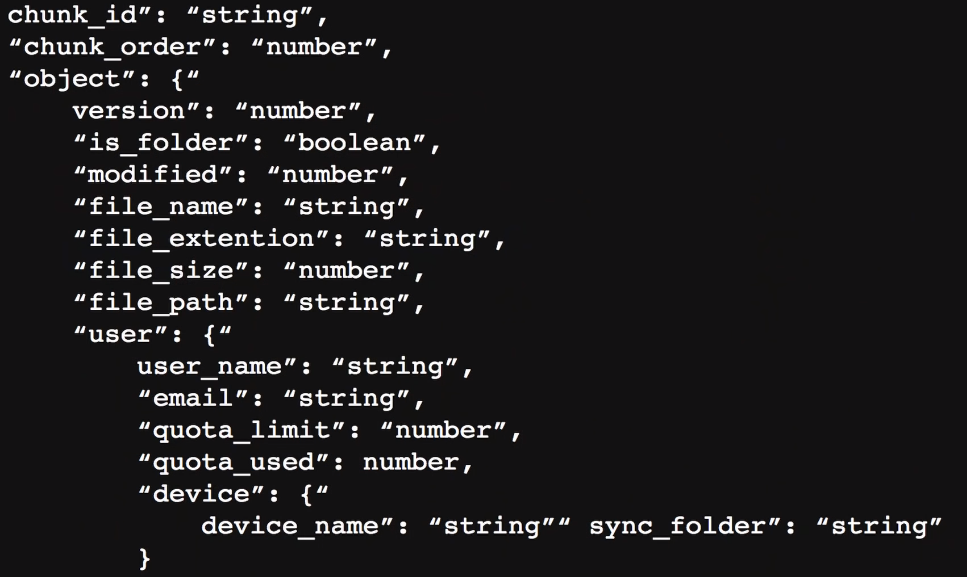 chunk_id”: “string”,
“chunk_order”: “number”,
“object”: {“
version”: “number”,
“is_folder”: “boolean”,
“modified”: “number”,
“file_name”: “string”,
“file_extention”: “string”,
“file_size”: “number”,
“file_path”: “string”,
“user”: {“
user_name”: “string”,
“email”: “string”,
“quota_limit”: “number”,
“quota_used”: number,
“device”: {“
device_name”: “string”“ sync_folder”: “string”
}